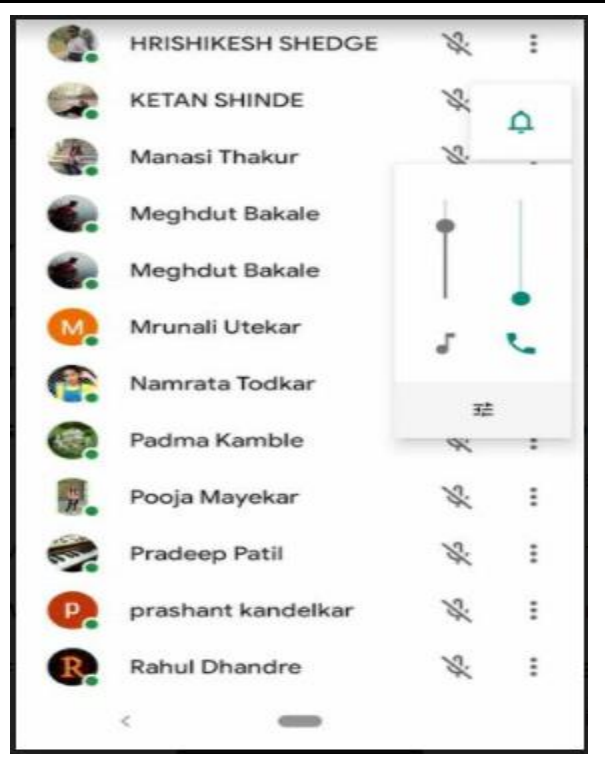 HRISHIKESH SHEDGE
KETAN SHINDE
Manasi Thakur
Meghdut Bakale
Meghdut Bakale
M Mrunali Utekar
Namrata Todkar
Padma Kamble
Pooja Mayekar
Pradeep Patil
p prashant kandelkar
R Rahul Dhandre